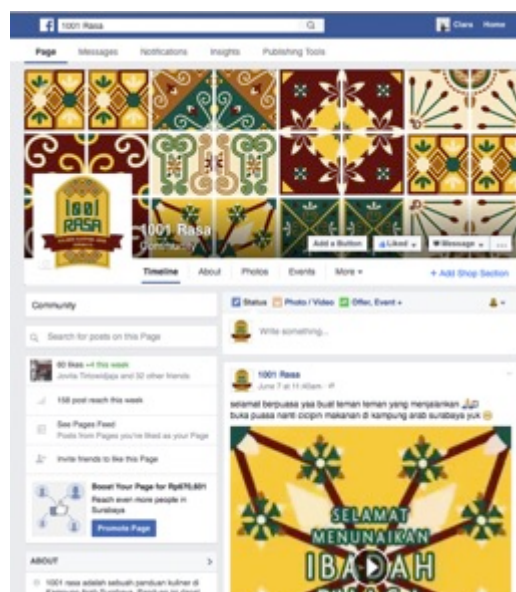 1001 Rasa
Clara Home
Page Messages Notifications Insights Publishing Tools
1001
RASA
1001 Rasa
Community
Add a Button Liked Message ...
Timeline About Photos Events More + Add Shop Section
Community
Search for posts on this Page
60 likes +4 this week
Jovita Tirtowidjaja and 32 other friends
158 post reach this week
See Pages Feed
Posts from Pages you've liked as your Page
Invite friends to like this Page
Boost Your Page for Rp670,601
Reach even more people in
Surabaya
Promote Page
ABOUT
1001 rasa adalah sebuah panduan kuliner di
Kampung Arab Surabaya.
Status Photo / Video Offer, Event +
Write something...
1001 Rasa
June 7 at 11:40am
selamat berpuasa yaa buat teman teman yang menjalankan
buka puasa nanti cicipin makanan di kampung arab surabaya yuk
SELAMAT
MENUNAIKAN
IBADAH